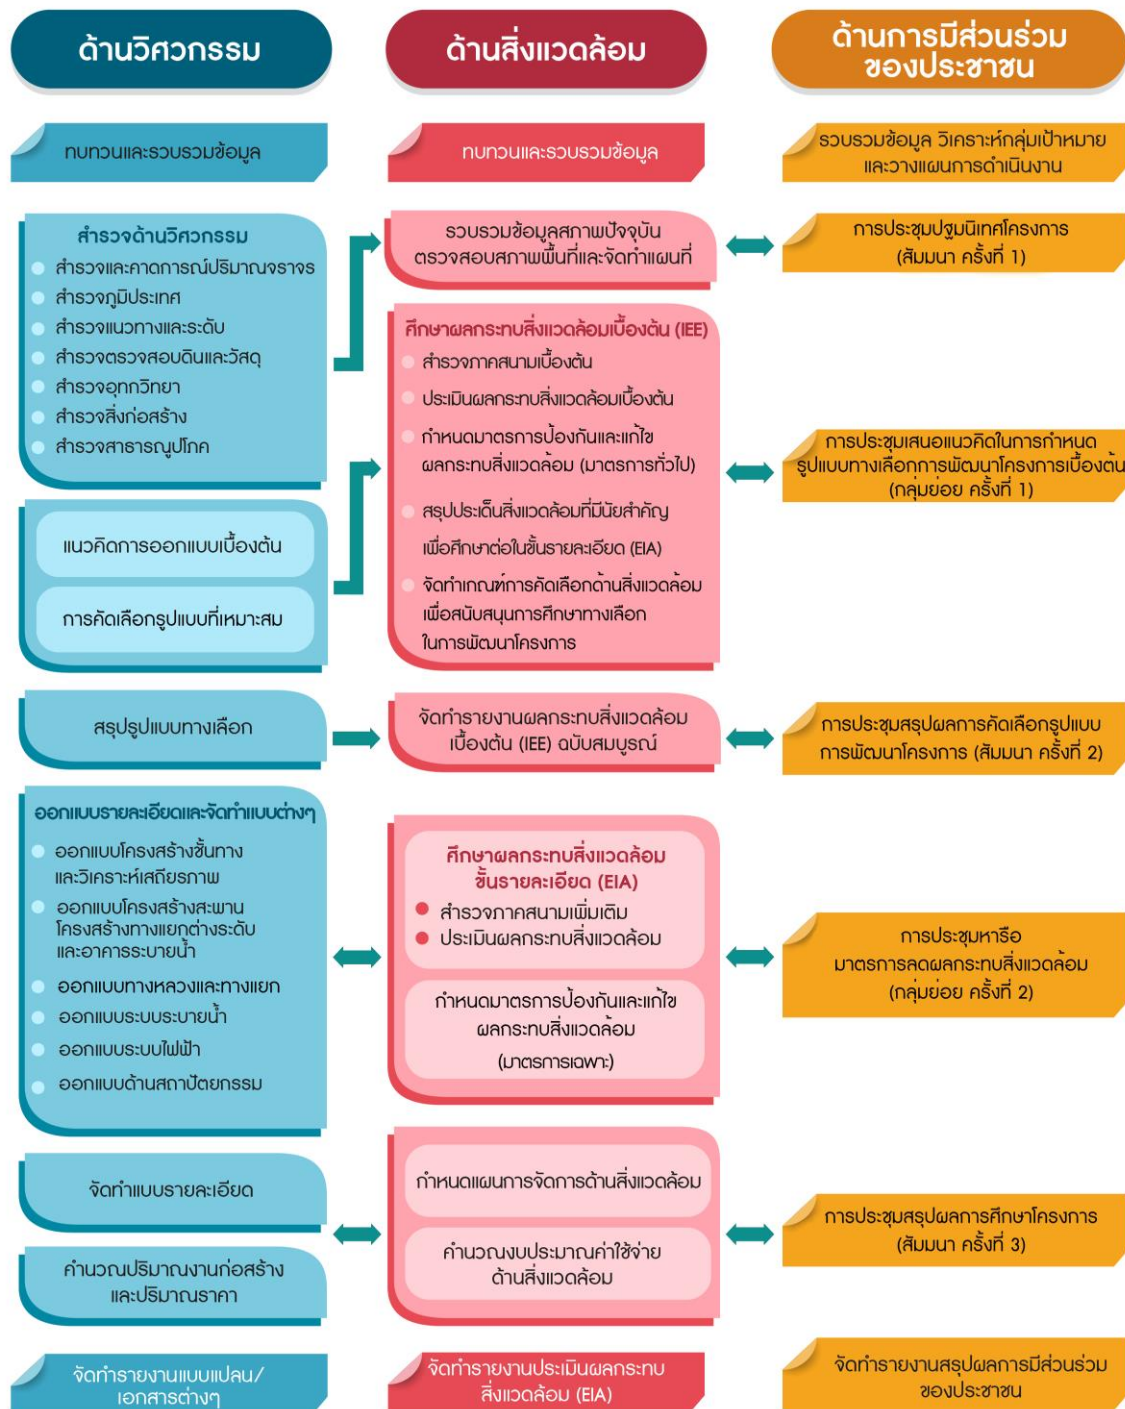 ด้านวิศวกรรม
ด้านสิ่งแวดล้อม
ด้านการมีส่วนร่วม
ของประชาชน
ทบทวนและรวบรวมข้อมูล
ทบทวนและรวบรวมข้อมูล
รวบรวมข้อมูล วิเคราะห์กลุ่มเป้าหมาย
และวางแผนการดำเนินงาน
สำรวจด้านวิศวกรรม
สำรวจและคาดการณ์ปริมาณจราจร
สำรวจภูมิประเทศ
สำรวจแนวทางและระดับ
สำรวจตรวจสอบดินและวัสดุ
สำรวจอุทกวิทยา
สำรวจสิ่งก่อสร้าง
สำรวจสาธารณูปโภค
รวบรวมข้อมูลสภาพปัจจุบัน
ตรวจสอบสภาพพื้นที่และจัดทำแผนที่
การประชุมปฐมนิเทศโครงการ
(สัมมนา ครั้งที่ 1)
แนวคิดการออกแบบเบื้องต้น
การคัดเลือกรูปแบบที่เหมาะสม
ศึกษาผลกระทบสิ่งแวดล้อมเบื้องต้น (IEE)
สำรวจภาคสนามเบื้องต้น
ประเมินผลกระทบสิ่งแวดล้อมเบื้องต้น
กำหนดมาตรการป้องกันและแก้ไข
ผลกระทบสิ่งแวดล้อม (มาตรการทั่วไป)
สรุปประเด็นสิ่งแวดล้อมที่มีนัยสำคัญ
เพื่อศึกษาต่อในขั้นรายละเอียด (EIA)
จัดทำเกณฑ์การคัดเลือกด้านสิ่งแวดล้อม
เพื่อสนับสนุนการศึกษาทางเลือก
ในการพัฒนาโครงการ
การประชุมเสนอแนวคิดในการกำหนด
รูปแบบทางเลือกการพัฒนาโครงการเบื้องต้น
(กลุ่มย่อย ครั้งที่ 1)
สรุปรูปแบบทางเลือก
จัดทำรายงานผลกระทบสิ่งแวดล้อม
เบื้องต้น (IEE) ฉบับสมบูรณ์
การประชุมสรุปผลการคัดเลือกรูปแบบ
การพัฒนาโครงการ (สัมมนา ครั้งที่ 2)
ออกแบบรายละเอียดและจัดทำแบบต่างๆ
ออกแบบโครงสร้างชั้นทาง
และวิเคราะห์เสถียรภาพ
ออกแบบโครงสร้างสะพาน
โครงสร้างทางแยกต่างระดับ
และอาคารระบายน้ำ
ออกแบบทางหลวงและทางแยก
ออกแบบระบบระบายน้ำ
ออกแบบระบบไฟฟ้า
ออกแบบด้านสถาปัตยกรรม
ศึกษาผลกระทบสิ่งแวดล้อม
ขั้นรายละเอียด (EIA)
สำรวจภาคสนามเพิ่มเติม
ประเมินผลกระทบสิ่งแวดล้อม
กำหนดมาตรการป้องกันและแก้ไข
ผลกระทบสิ่งแวดล้อม
(มาตรการเฉพาะ)
การประชุมหารือ
มาตรการลดผลกระทบสิ่งแวดล้อม
(กลุ่มย่อย ครั้งที่ 2)
จัดทำแบบรายละเอียด
คำนวณปริมาณงานก่อสร้าง
และปริมาณราคา
กำหนดแผนการจัดการด้านสิ่งแวดล้อม
คำนวณงบประมาณค่าใช้จ่าย
ด้านสิ่งแวดล้อม
การประชุมสรุปผลการศึกษาโครงการ
(สัมมนา ครั้งที่ 3)
จัดทำรายงานแบบแปลน/
เอกสารต่างๆ
จัดทำรายงานประเมินผลกระทบ
สิ่งแวดล้อม (EIA)
จัดทำรายงานสรุปผลการมีส่วนร่วม
ของประชาชน